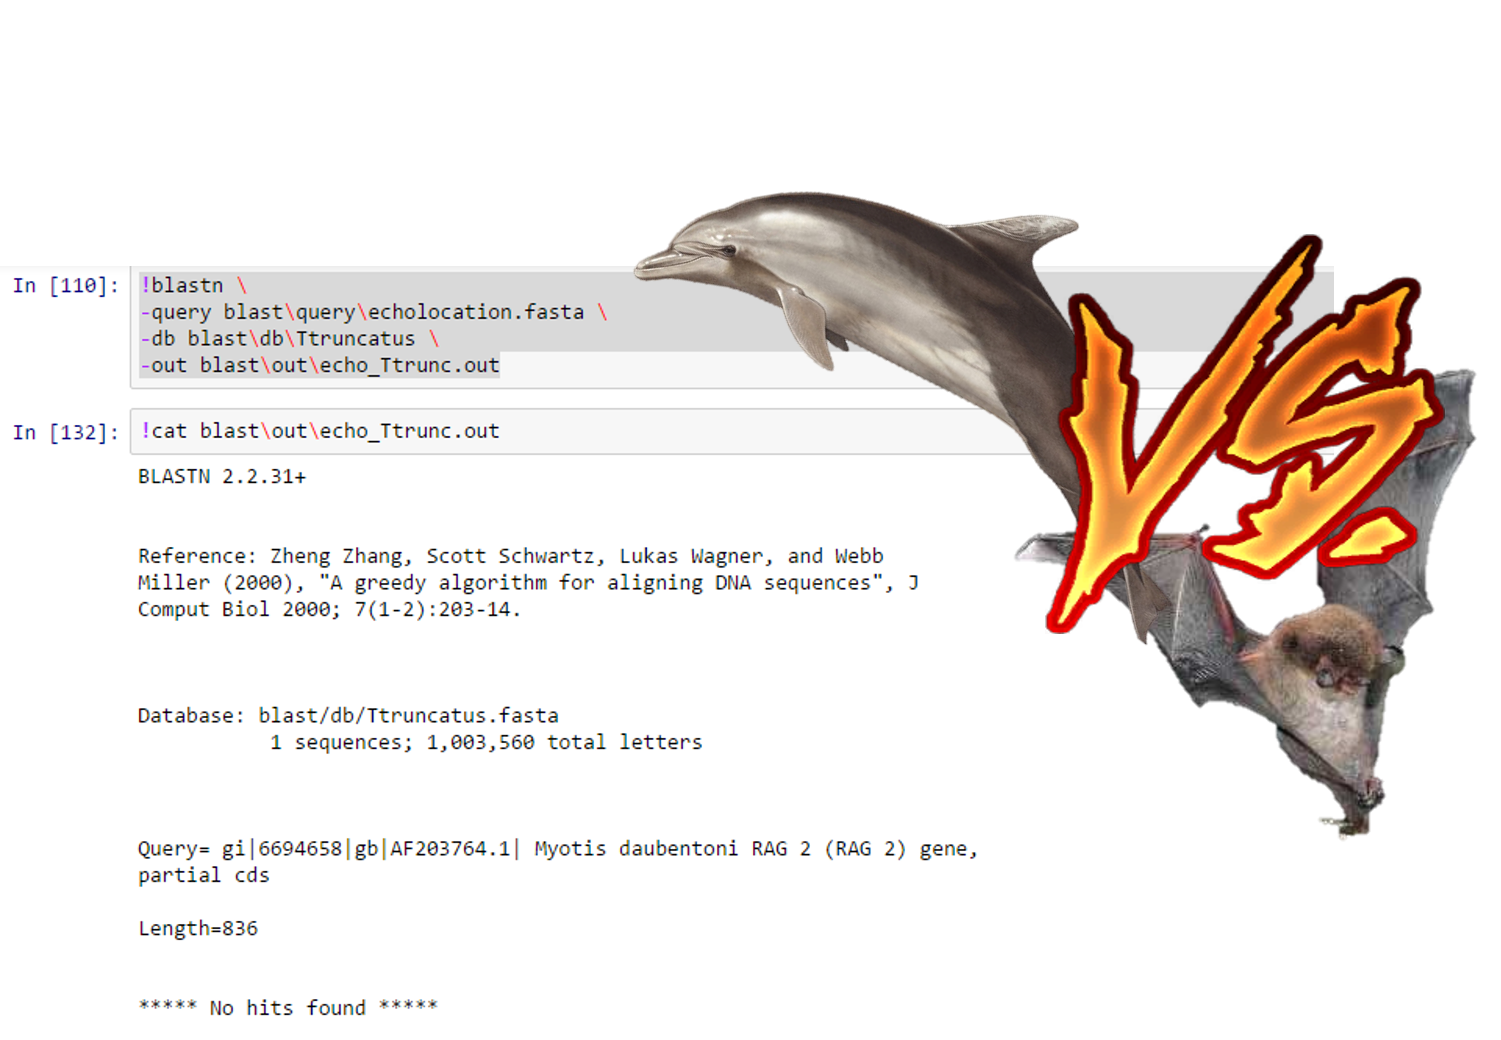 In [110]: !blastn \
-query blast\query\echolocation.fasta \
-db blast\db\Ttruncatus \
-out blast\out\echo_Ttrunc.out
In [132]: !cat blast\out\echo_Ttrunc.out
BLASTN 2.2.31+
Reference: Zheng Zhang, Scott Schwartz, Lukas Wagner, and Webb
Miller (2000), "A greedy algorithm for aligning DNA sequences", J
Comput Biol 2000; 7(1-2):203-14.
Database: blast/db/Ttruncatus.fasta
1 sequences; 1,003,560 total letters
Query= gi|6694658|gb|AF203764.1| Myotis daubentoni RAG 2 (RAG 2) gene,
partial cds
Length=836
***** No hits found *****
VS.